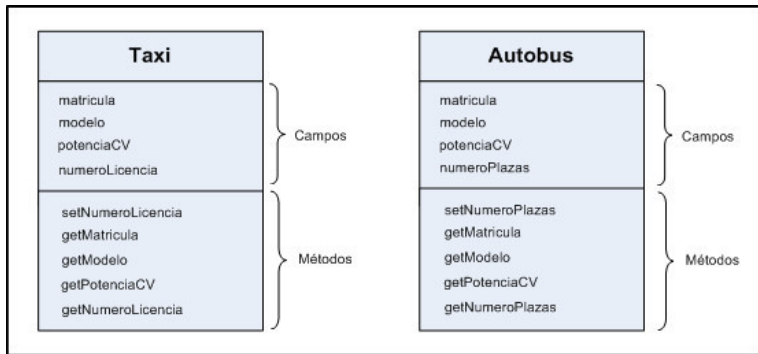 Taxi
matricula
modelo
potenciaCV
numeroLicencia
Campos
setNumeroLicencia
getMatricula
getModelo
getPotenciaCV
getNumeroLicencia
Métodos
Autobus
matricula
modelo
potenciaCV
numeroPlazas
Campos
setNumeroPlazas
getMatricula
getModelo
getPotenciaCV
getNumeroPlazas
Métodos